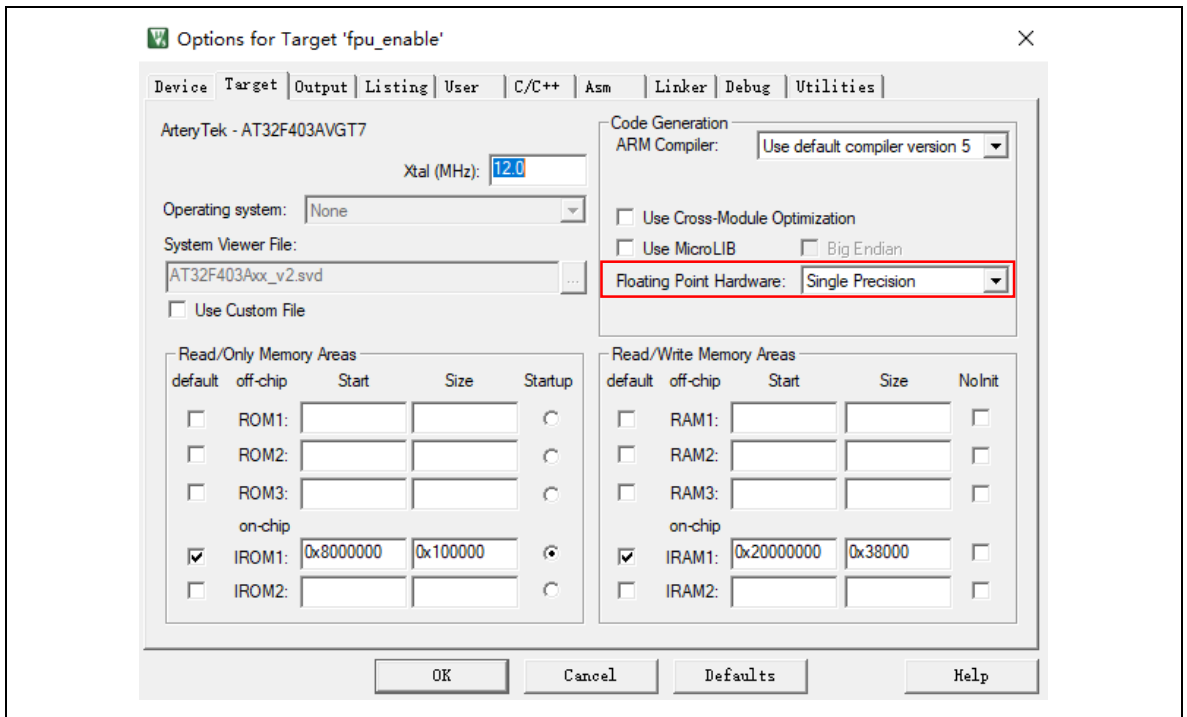 Options for Target 'fpu_enable'
Device Target Output Listing User C/C++ Asm Linker Debug Utilities
ArteryTek - AT32F403AVGT7
Xtal (MHz): 12.0
Operating system: None
System Viewer File:
AT32F403Axx_v2.svd ...
Use Custom File
Code Generation
ARM Compiler: Use default compiler version 5
Use Cross-Module Optimization
Use MicroLIB Big Endian
Floating Point Hardware: Single Precision
Read/Only Memory Areas
default off-chip Start Size Startup
ROM1:
ROM2:
ROM3:
on-chip
IROM1: 0x8000000 0x100000
IROM2:
Read/Write Memory Areas
default off-chip Start Size NoInit
RAM1:
RAM2:
RAM3:
on-chip
IRAM1: 0x20000000 0x38000
IRAM2:
OK Cancel Defaults Help